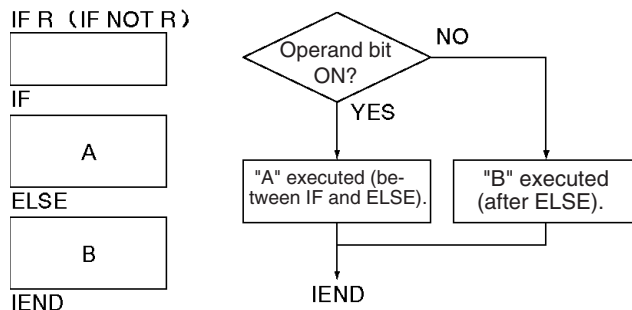 IF R (IF NOT R)
IF
A
ELSE
B
IEND
Operand bit
ON?
NO
YES
"A" executed (be-
tween IF and ELSE).
"B" executed
(after ELSE).
IEND